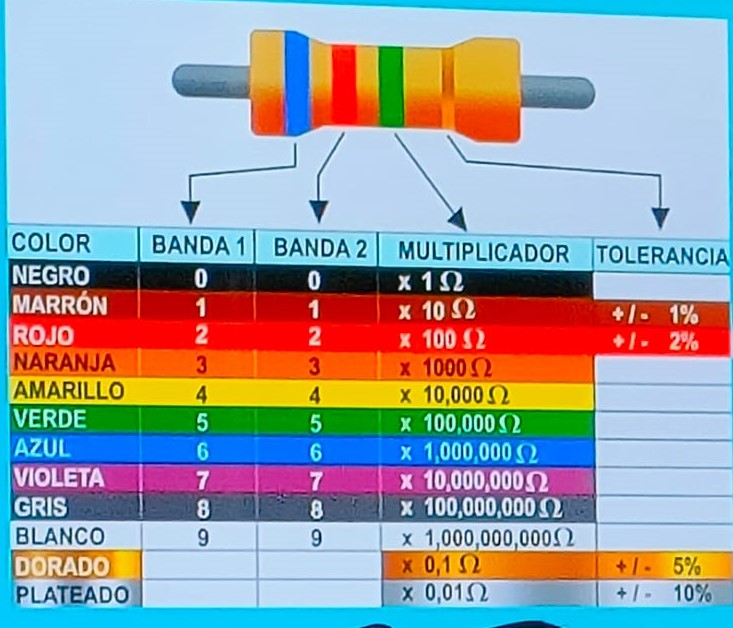 COLOR BANDA 1 BANDA 2 MULTIPLICADOR TOLERANCIA
NEGRO 0 0 x 1 Ω
MARRÓN 1 1 x 10 Ω +/- 1%
ROJO 2 2 x 100 Ω +/- 2%
NARANJA 3 3 x 1000 Ω
AMARILLO 4 4 x 10,000 Ω
VERDE 5 5 x 100,000 Ω
AZUL 6 6 x 1,000,000 Ω
VIOLETA 7 7 x 10,000,000 Ω
GRIS 8 8 x 100,000,000 Ω
BLANCO 9 9 x 1,000,000,000 Ω
DORADO x 0,1 Ω +/- 5%
PLATEADO x 0,01 Ω +/- 10%